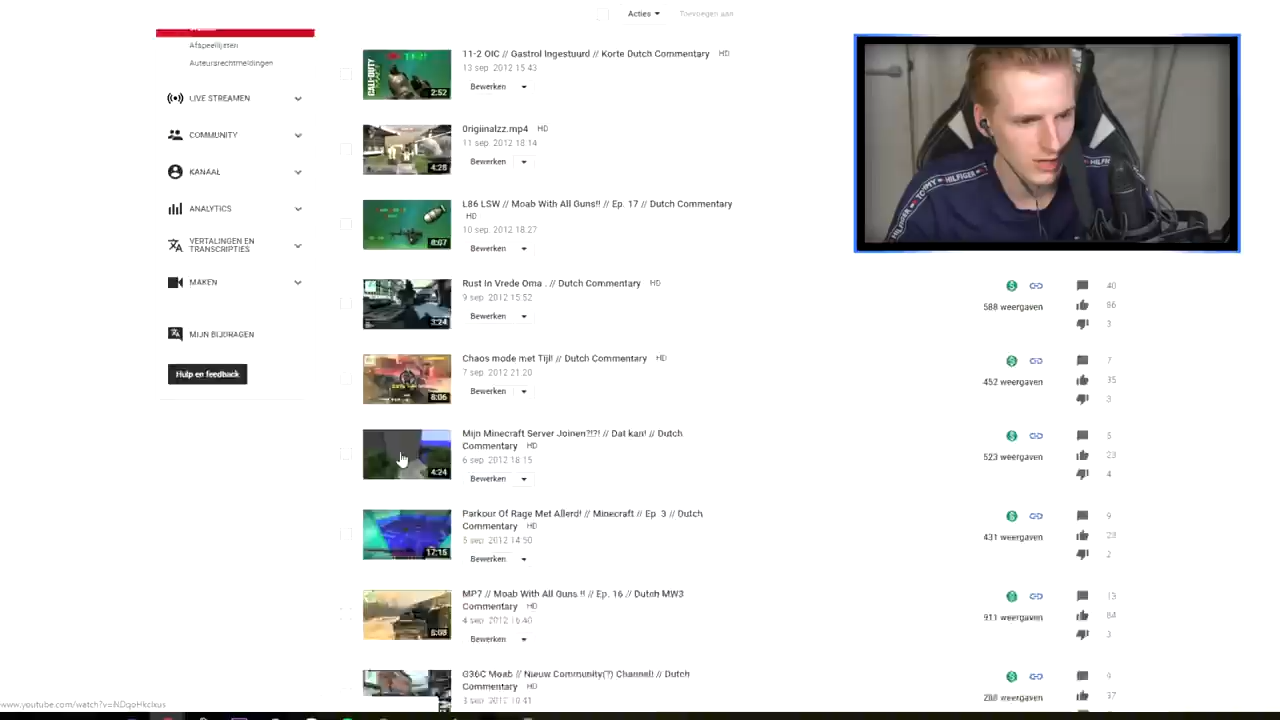 Acties
Toevoegen aan
Afspeellijsten
Auteursrechtmeldingen
LIVE STREAMEN
COMMUNITY
KANAAL
ANALYTICS
VERTALINGEN EN
TRANSCRIPTIES
MAKEN
MIJN BIJDRAGEN
Hulp en feedback
11-2 OIC // Gastrol Ingestuurd // Korte Dutch Commentary HD
13 sep. 2012 15:43
Bewerken
2:52
0rigiinalzz.mp4 HD
11 sep. 2012 18:14
Bewerken
4:28
L86 LSW // Moab With All Guns!! // Ep. 17 // Dutch Commentary
HD
10 sep. 2012 18:27
Bewerken
8:07
Rust In Vrede Oma . // Dutch Commentary HD
9 sep. 2012 15:52
Bewerken
3:24
588 weergaven
40
86
3
Chaos mode met Tijl! // Dutch Commentary HD
7 sep. 2012 21:20
Bewerken
8:06
452 weergaven
7
35
3
Mijn Minecraft Server Joinen?!?! // Dat kan! // Dutch
Commentary HD
6 sep. 2012 18:15
Bewerken
4:24
523 weergaven
5
23
4
Parkour Of Rage Met Allerd! // Minecraft // Ep. 3 // Dutch
Commentary HD
5 sep. 2012 14:50
Bewerken
17:16
431 weergaven
9
2
MP7 // Moab With All Guns !! // Ep. 16 // Dutch MW3
Commentary HD
4 sep. 2012 16:40
Bewerken
911 weergaven
13
84
3
G36C Moab // Nieuw Community(?) Channel! // Dutch
Commentary HD
3 sep. 2012
9
37
TOMMY HILFIGER
HILFIGER